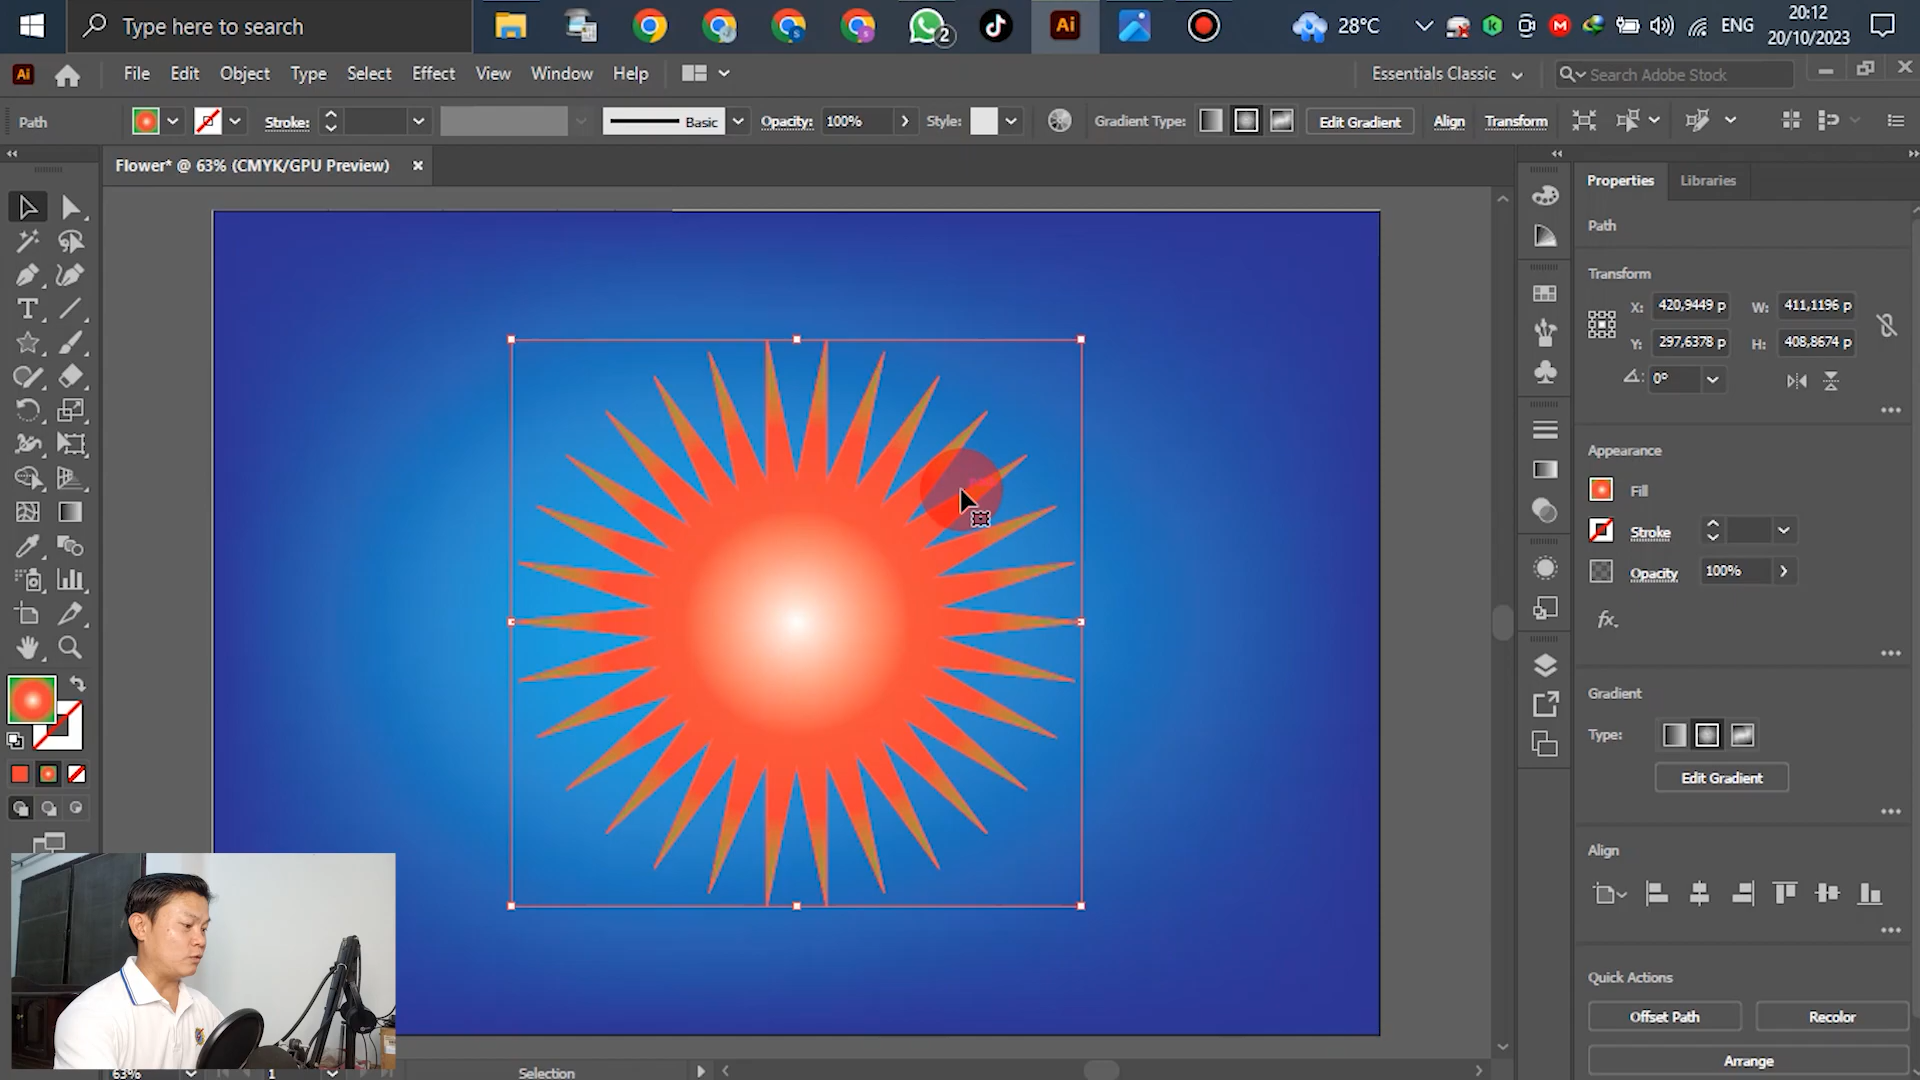 Type here to search
2
28°C
ENG
20:12
20/10/2023
Ai
File Edit Object Type Select Effect View Window Help
Essentials Classic
Search Adobe Stock
Path
Stroke:
Basic
Opacity: 100%
Style:
Gradient Type:
Edit Gradient
Align
Transform
Flower* @ 63% (CMYK/GPU Preview)
Properties
Libraries
Path
Transform
X: 420,9449 p W: 411,1196 p
Y: 297,6378 p H: 408,8674 p
0°
Appearance
Fill
Stroke
Opacity 100%
fx.
Gradient
Type:
Edit Gradient
Align
Quick Actions
Offset Path
Recolor
Arrange
63%
1
Selection